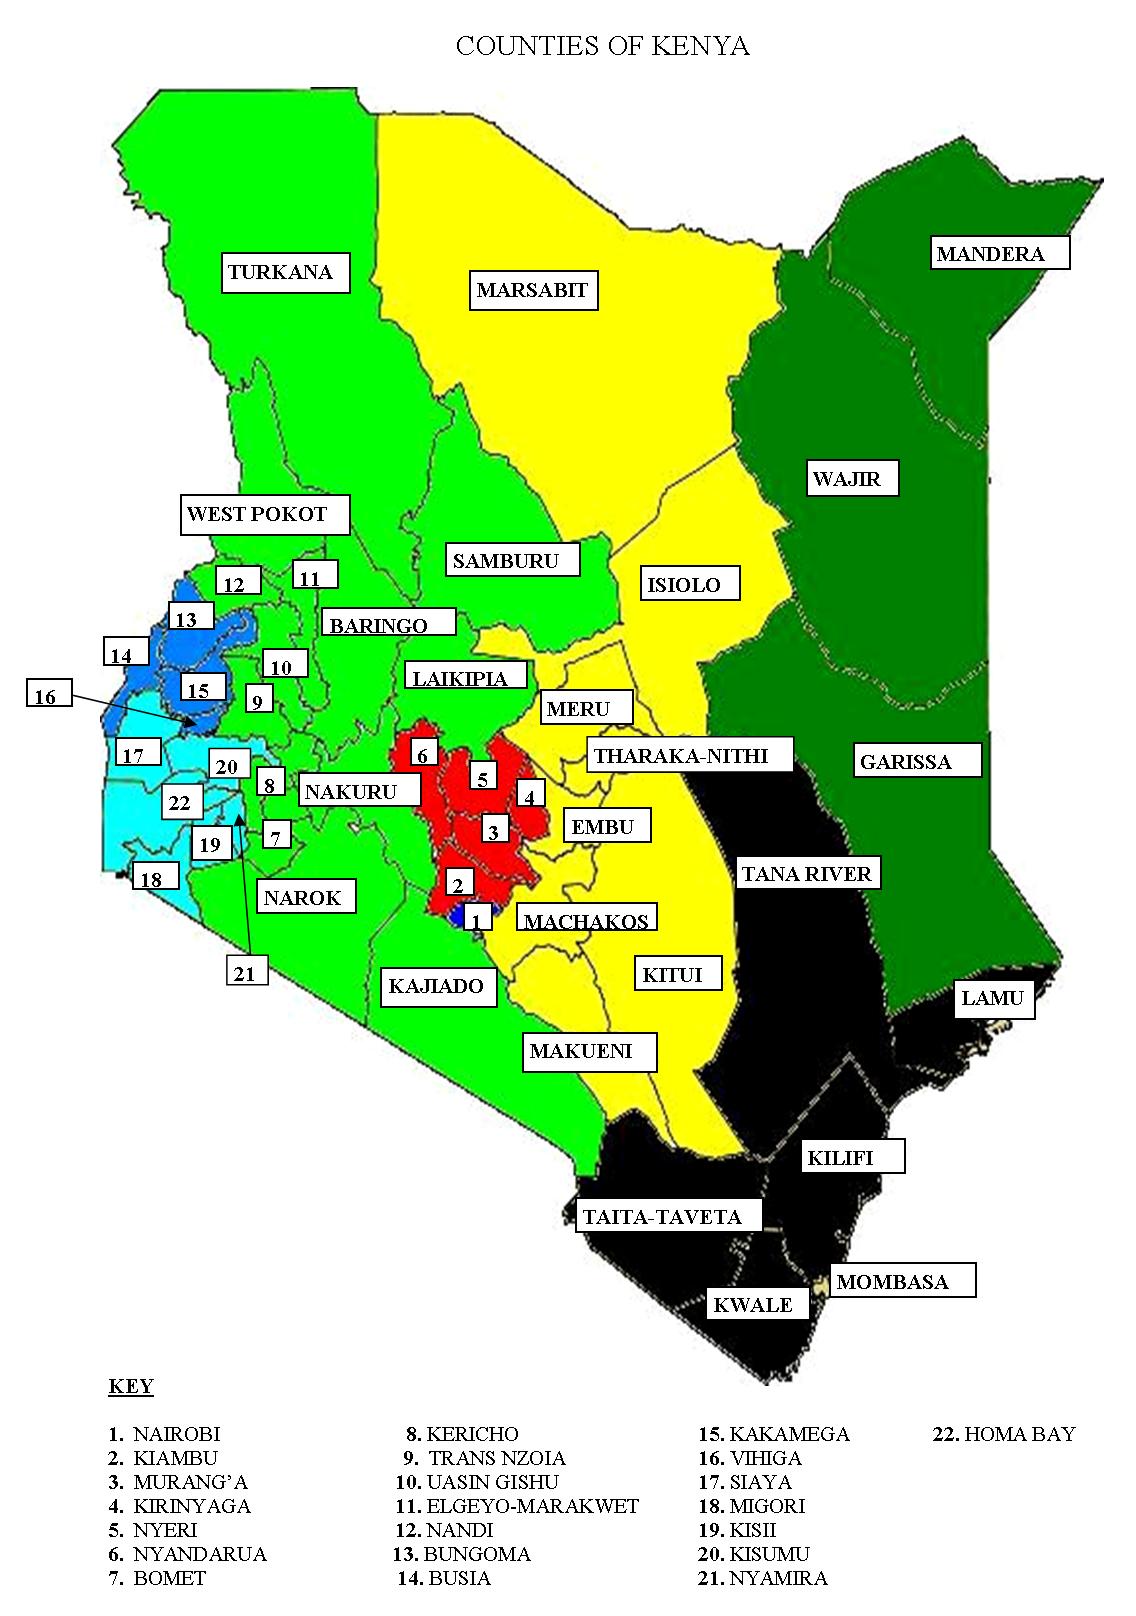 COUNTIES OF KENYA
MANDERA
TURKANA
MARSABIT
WAJIR
WEST POKOT
SAMBURU
ISIOLO
11
12
13
BARINGO
14
10
LAIKIPIA
15
16
9
MERU
17
6
THARAKA-NITHI
GARISSA
20
5
8
NAKURU
4
22
3
EMBU
7
19
TANA RIVER
18
2
NAROK
1
MACHAKOS
21
KITUI
KAJIADO
LAMU
MAKUENI
KILIFI
TAITA-TAVETA
MOMBASA
KWALE
KEY
1. NAIROBI
2. KIAMBU
3. MURANG’A
4. KIRINYAGA
5. NYERI
6. NYANDARUA
7. BOMET
8. KERICHO
9. TRANS NZOIA
10. UASIN GISHU
11. ELGEYO-MARAKWET
12. NANDI
13. BUNGOMA
14. BUSIA
15. KAKAMEGA
16. VIHIGA
17. SIAYA
18. MIGORI
19. KISII
20. KISUMU
21. NYAMIRA
22. HOMA BAY